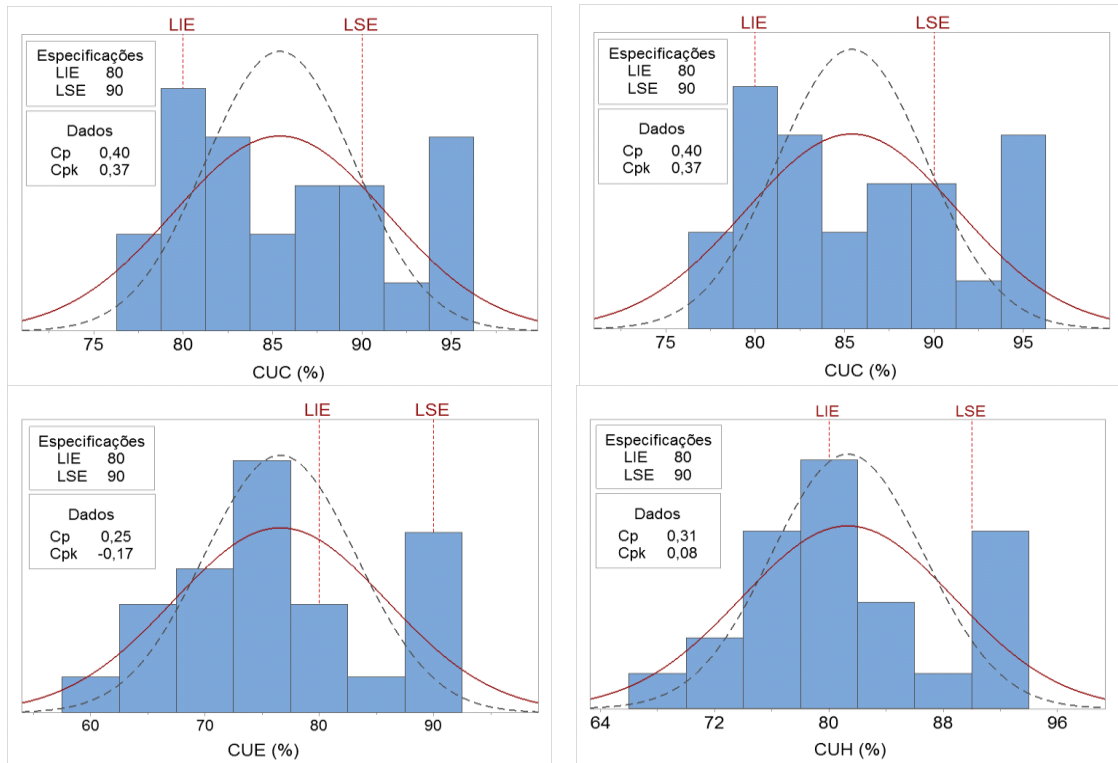 LIE LSE
Especificações
LIE 80
LSE 90
Dados
Cp 0,40
Cpk 0,37
75 80 85 90 95
CUC (%)
LIE LSE
Especificações
LIE 80
LSE 90
Dados
Cp 0,40
Cpk 0,37
75 80 85 90 95
CUC (%)
LIE LSE
Especificações
LIE 80
LSE 90
Dados
Cp 0,25
Cpk -0,17
60 70 80 90
CUE (%)
LIE LSE
Especificações
LIE 80
LSE 90
Dados
Cp 0,31
Cpk 0,08
64 72 80 88 96
CUH (%)